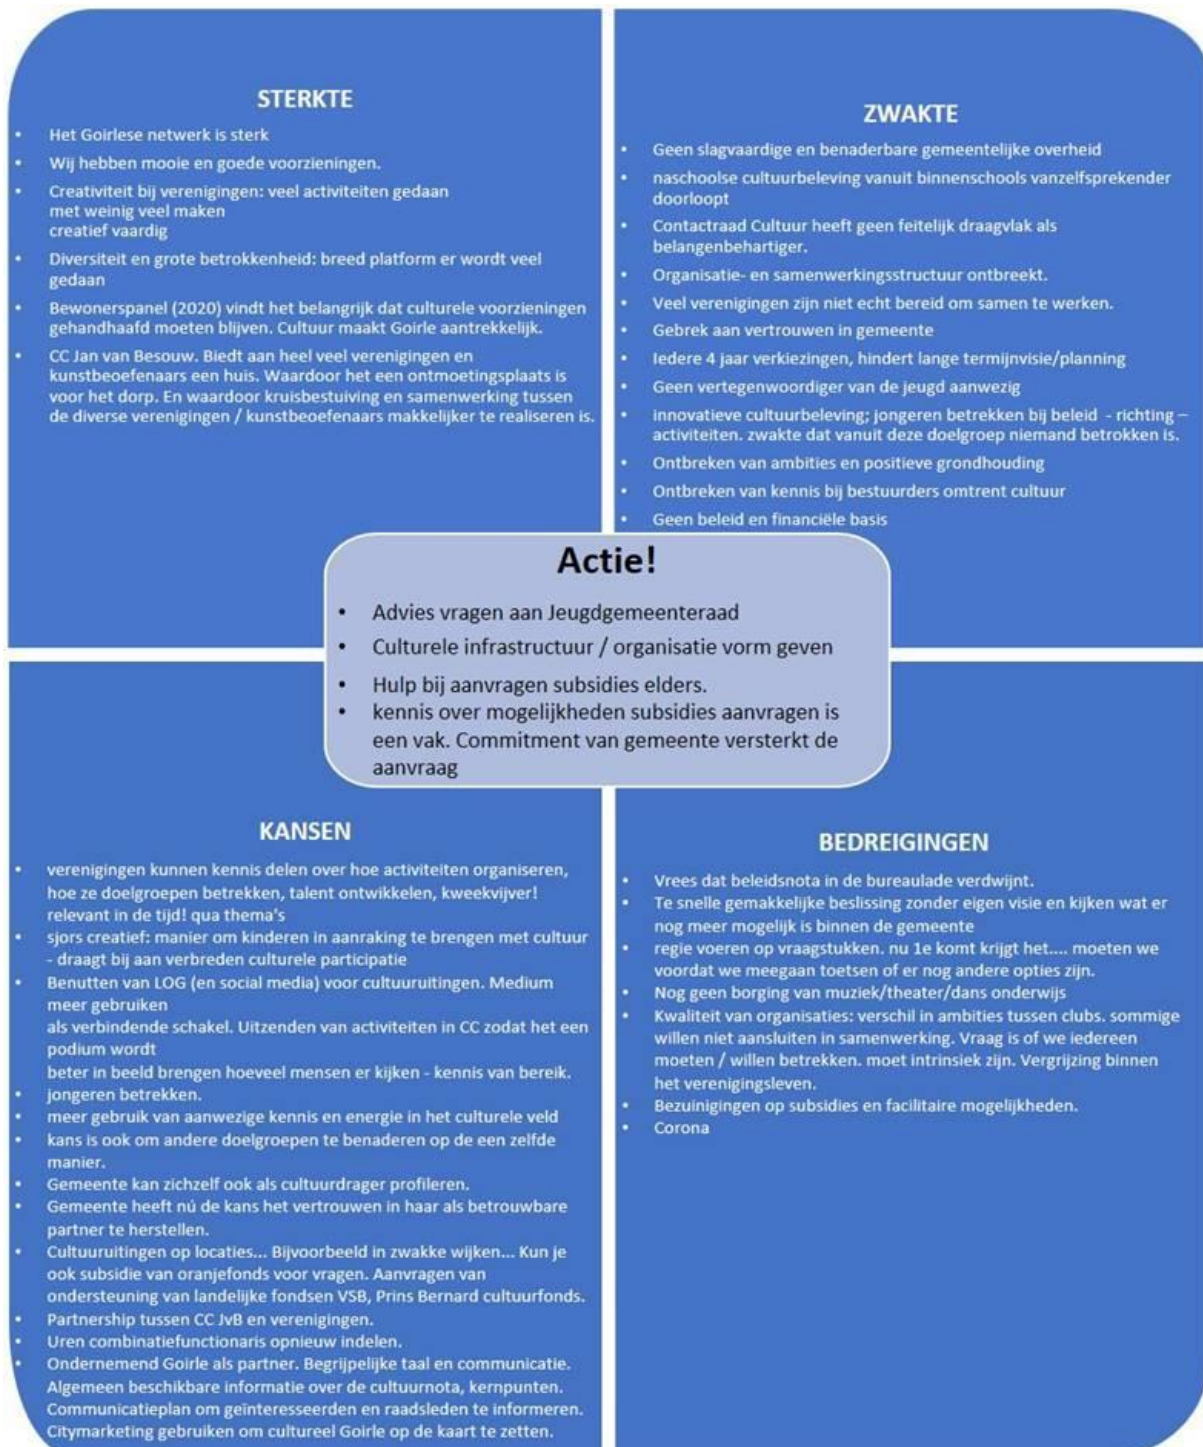 STERKTE
• Het Goirlese netwerk is sterk
• Wij hebben mooie en goede voorzieningen.
• Creativiteit bij verenigingen: veel activiteiten gedaan
met weinig veel maken
creatief vaardig
• Diversiteit en grote betrokkenheid: breed platform er wordt veel
gedaan
• Bewonerspanel (2020) vindt het belangrijk dat culturele voorzieningen
gehandhaafd moeten blijven. Cultuur maakt Goirle aantrekkelijk.
• CC Jan van Besouw. Biedt aan heel veel verenigingen en
kunstbeoefenaars een huis. Waardoor het een ontmoetingsplaats is
voor het dorp. En waardoor kruisbestuiving en samenwerking tussen
de diverse verenigingen / kunstbeoefenaars makkelijker te realiseren is.
ZWAKTE
• Geen slagvaardige en benaderbare gemeentelijke overheid
• naschoolse cultuurbeleving vanuit binnenschools vanzelfsprekender
doorloopt
• Contactraad Cultuur heeft geen feitelijk draagvlak als
belangenbehartiger.
• Organisatie- en samenwerkingsstructuur ontbreekt.
• Veel verenigingen zijn niet echt bereid om samen te werken.
• Gebrek aan vertrouwen in gemeente
• Iedere 4 jaar verkiezingen, hindert lange termijnvisie/planning
• Geen vertegenwoordiger van de jeugd aanwezig
• innovatieve cultuurbeleving; jongeren betrekken bij beleid - richting –
activiteiten. zwakte dat vanuit deze doelgroep niemand betrokken is.
• Ontbreken van ambities en positieve grondhouding
• Ontbreken van kennis bij bestuurders omtrent cultuur
• Geen beleid en financiële basis
Actie!
• Advies vragen aan Jeugdgemeenteraad
• Culturele infrastructuur / organisatie vorm geven
• Hulp bij aanvragen subsidies elders.
• kennis over mogelijkheden subsidies aanvragen is
een vak. Commitment van gemeente versterkt de
aanvraag
KANSEN
• verenigingen kunnen kennis delen over hoe activiteiten organiseren,
hoe ze doelgroepen betrekken, talent ontwikkelen, kweekvijver!
relevant in de tijd! qua thema's
• sjors creatief: manier om kinderen in aanraking te brengen met cultuur
- draagt bij aan verbreden culturele participatie
• Benutten van LOG (en social media) voor cultuuruitingen. Medium
meer gebruiken
als verbindende schakel. Uitzenden van activiteiten in CC zodat het een
podium wordt
beter in beeld brengen hoeveel mensen er kijken - kennis van bereik.
• jongeren betrekken.
• meer gebruik van aanwezige kennis en energie in het culturele veld
• kans is ook om andere doelgroepen te benaderen op de een zelfde
manier.
• Gemeente kan zichzelf ook als cultuurdrager profileren.
• Gemeente heeft nú de kans het vertrouwen in haar als betrouwbare
partner te herstellen.
• Cultuuruitingen op locaties... Bijvoorbeeld in zwakke wijken... Kun je
ook subsidie van oranjefonds voor vragen. Aanvragen van
ondersteuning van landelijke fondsen VSB, Prins Bernard cultuurfonds.
• Partnership tussen CC JvB en verenigingen.
• Uren combinatiefunctionaris opnieuw indelen.
• Ondernemend Goirle als partner. Begrijpelijke taal en communicatie.
Algemeen beschikbare informatie over de cultuurnota, kernpunten.
Communicatieplan om geïnteresseerden en raadsleden te informeren.
Citymarketing gebruiken om cultureel Goirle op de kaart te zetten.
BEDREIGINGEN
• Vrees dat beleidsnota in de bureaulade verdwijnt.
• Te snelle gemakkelijke beslissing zonder eigen visie en kijken wat er
nog meer mogelijk is binnen de gemeente
• regie voeren op vraagstukken. nu 1e komt krijgt het.... moeten we
voordat we meegaan toetsen of er nog andere opties zijn.
• Nog geen borging van muziek/theater/dans onderwijs
• Kwaliteit van organisaties: verschil in ambities tussen clubs. sommige
willen niet aansluiten in samenwerking. Vraag is of we iedereen
moeten / willen betrekken. moet intrinsiek zijn. Vergrijzing binnen
het verenigingsleven.
• Bezuinigingen op subsidies en facilitaire mogelijkheden.
• Corona